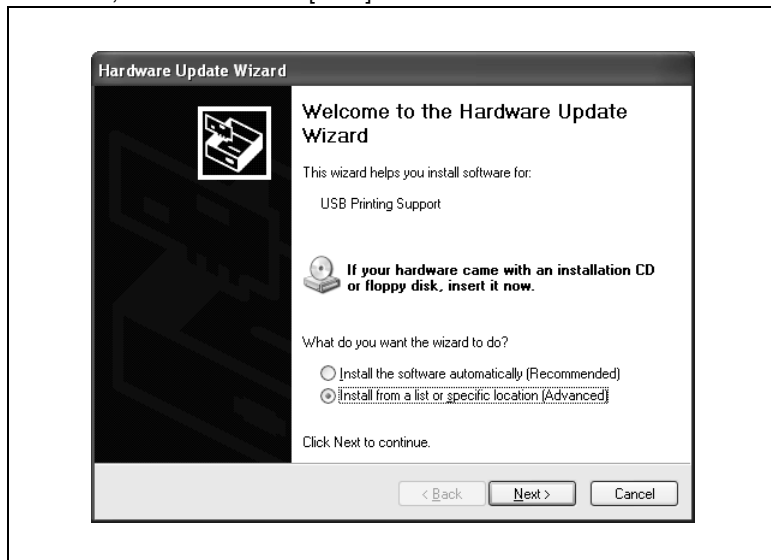 Hardware Update Wizard
Welcome to the Hardware Update
Wizard
This wizard helps you install software for:
USB Printing Support
If your hardware came with an installation CD
or floppy disk, insert it now.
What do you want the wizard to do?
Install the software automatically (Recommended)
Install from a list or specific location (Advanced)
Click Next to continue.
< Back Next > Cancel